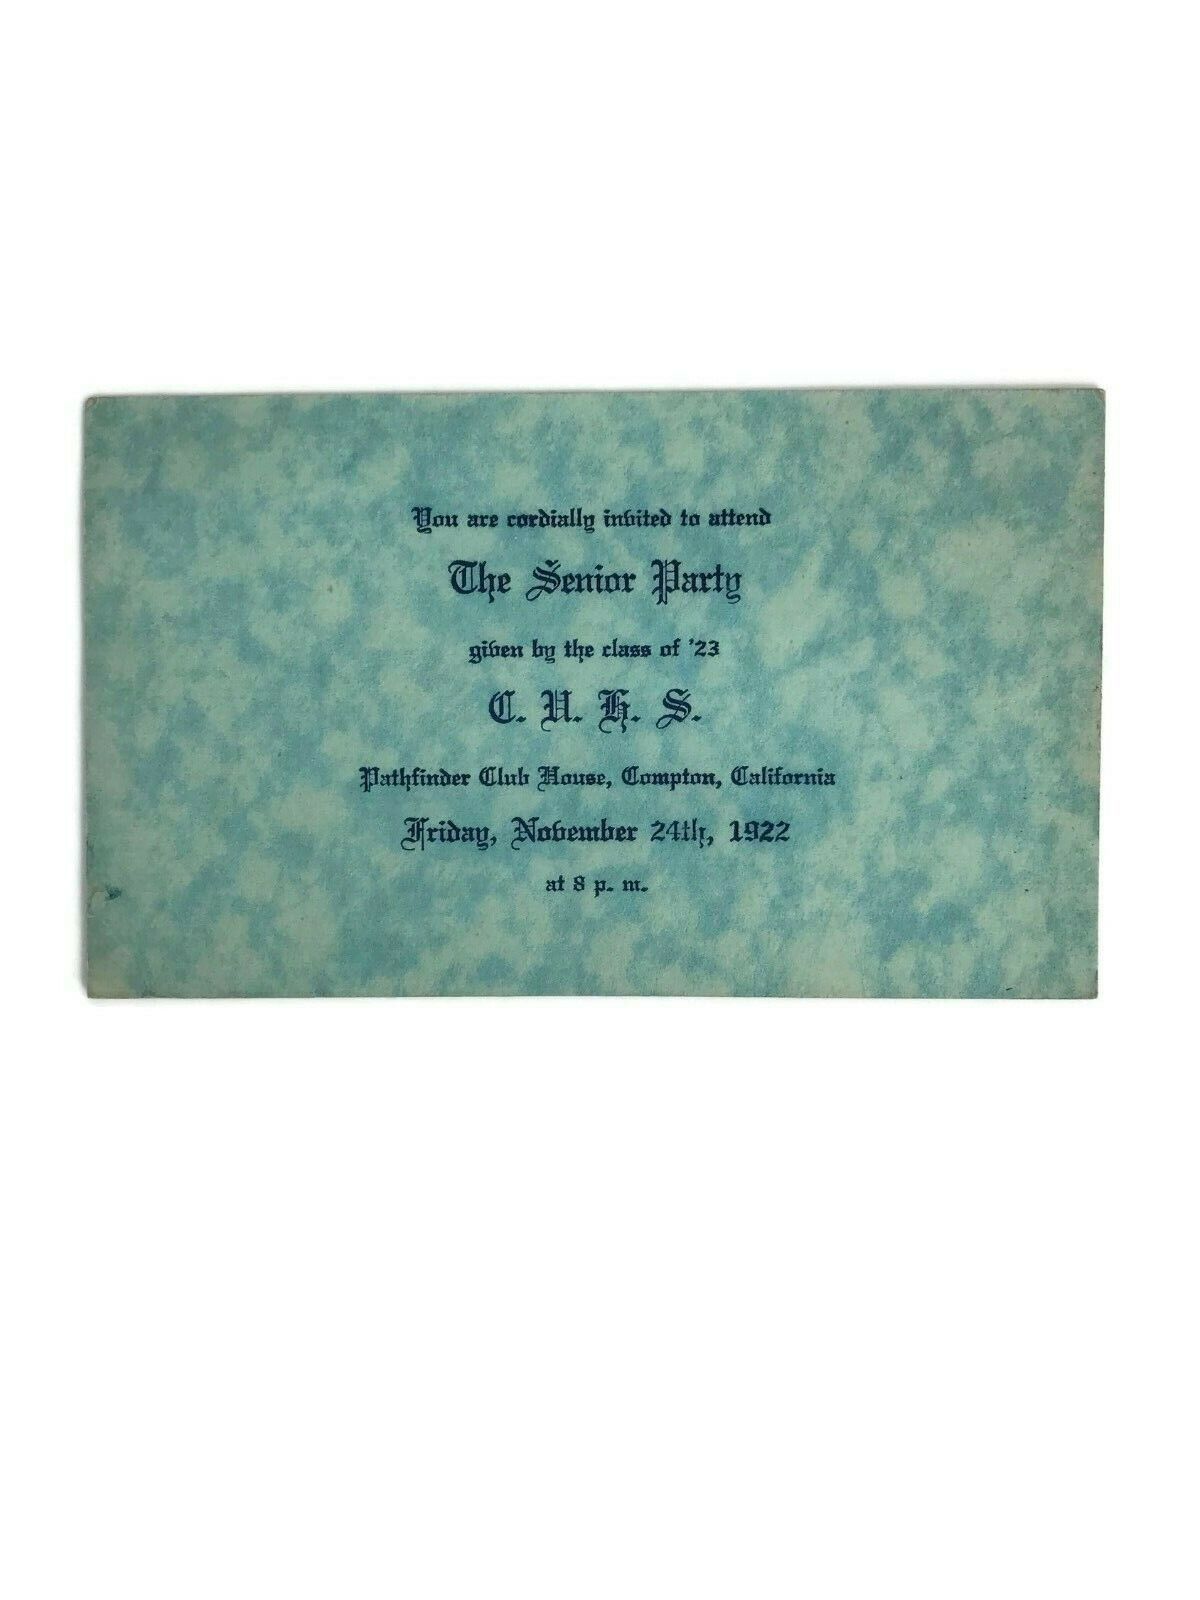 You are cordially invited to attend
The Senior Party
given by the class of '23
C. U. H. S.
Pathfinder Club House, Compton, California
Friday, November 24th, 1922
at 8 p. m.